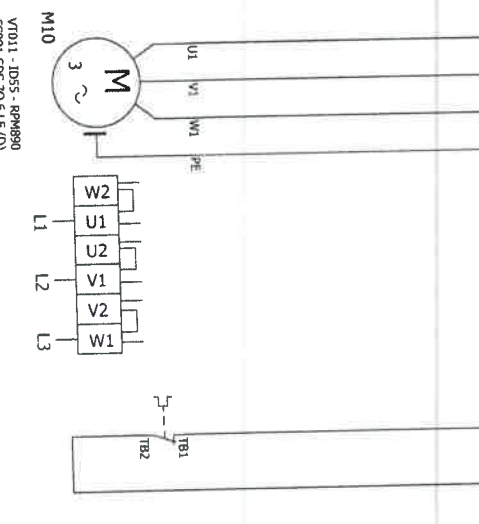 M10
M
3 ~
VT011 - ID55 - RPM890
U1
V1
W1
PE
W2
U1
U2
V1
V2
W1
L1
L2
L3
TB1
TB2